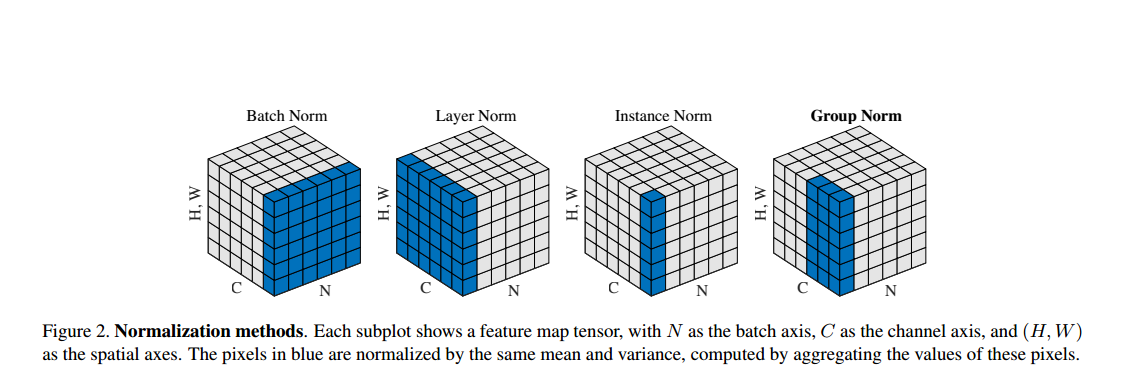 Batch Norm
Layer Norm
Instance Norm
Group Norm
H, W
C
N
H, W
C
N
H, W
C
N
H, W
C
N
Figure 2. Normalization methods. Each subplot shows a feature map tensor, with N as the batch axis, C as the channel axis, and (H, W)
as the spatial axes. The pixels in blue are normalized by the same mean and variance, computed by aggregating the values of these pixels.